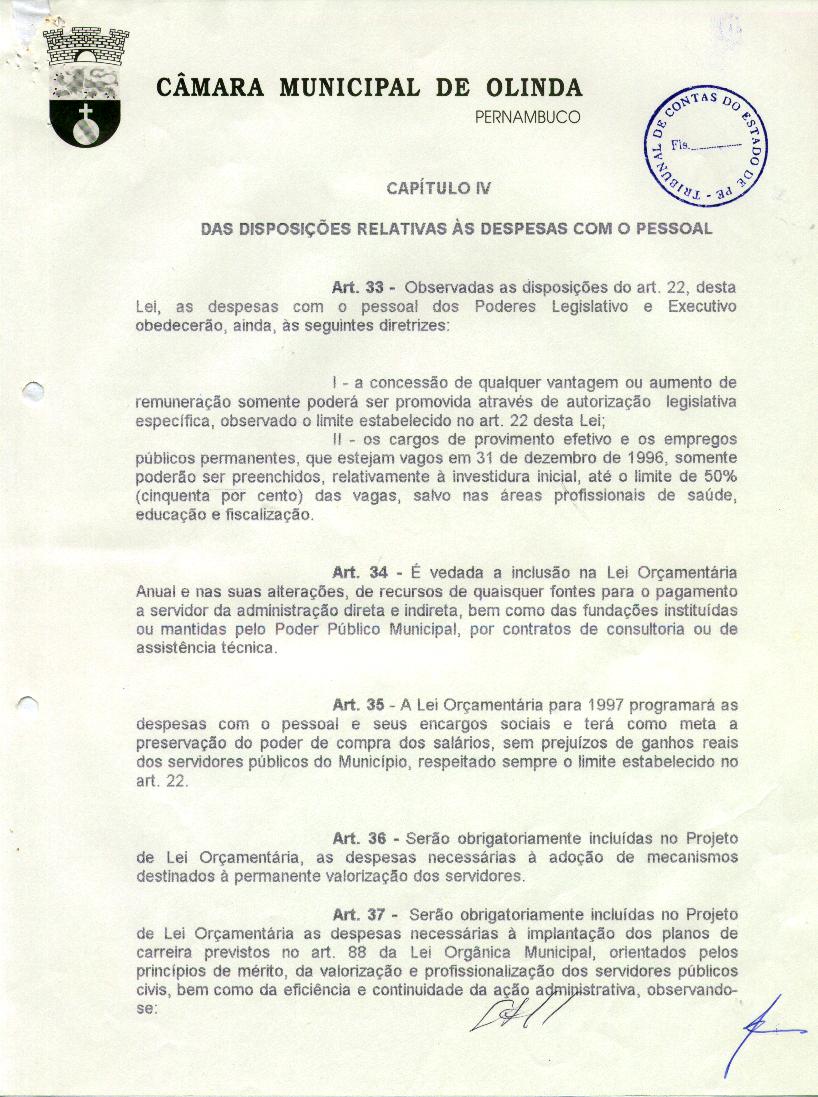 CÂMARA MUNICIPAL DE OLINDA
PERNAMBUCO
TRIBUNAL DE CONTAS DO ESTADO DE PE -
Fls.
CAPÍTULO IV
DAS DISPOSIÇÕES RELATIVAS ÀS DESPESAS COM O PESSOAL
Art. 33 - Observadas as disposições do art. 22, desta
Lei, as despesas com o pessoal dos Poderes Legislativo e Executivo
obedecerão, ainda, às seguintes diretrizes:
I - a concessão de qualquer vantagem ou aumento de
remuneração somente poderá ser promovida através de autorização legislativa
específica, observado o limite estabelecido no art. 22 desta Lei;
II - os cargos de provimento efetivo e os empregos
públicos permanentes, que estejam vagos em 31 de dezembro de 1996, somente
poderão ser preenchidos, relativamente à investidura inicial, até o limite de 50%
(cinquenta por cento) das vagas, salvo nas áreas profissionais de saúde,
educação e fiscalização.
Art. 34 - É vedada a inclusão na Lei Orçamentária
Anual e nas suas alterações, de recursos de quaisquer fontes para o pagamento
a servidor da administração direta e indireta, bem como das fundações instituídas
ou mantidas pelo Poder Público Municipal, por contratos de consultoria ou de
assistência técnica.
Art. 35 - A Lei Orçamentária para 1997 programará as
despesas com o pessoal e seus encargos sociais e terá como meta a
preservação do poder de compra dos salários, sem prejuízos de ganhos reais
dos servidores públicos do Município, respeitado sempre o limite estabelecido no
art. 22.
Art. 36 - Serão obrigatoriamente incluídas no Projeto
de Lei Orçamentária, as despesas necessárias à adoção de mecanismos
destinados à permanente valorização dos servidores.
Art. 37 - Serão obrigatoriamente incluídas no Projeto
de Lei Orçamentária as despesas necessárias à implantação dos planos de
carreira previstos no art. 88 da Lei Orgânica Municipal, orientados pelos
princípios de mérito, da valorização e profissionalização dos servidores públicos
civis, bem como da eficiência e continuidade da ação administrativa, observando-
se: